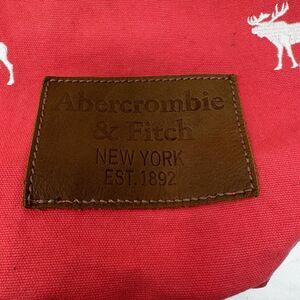 Abercrombie
& Fitch
NEW YORK
EST.1892